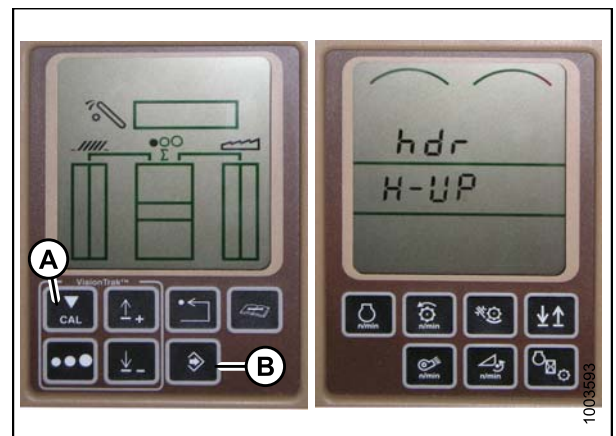 A
VisionTrak™
CAL
Σ
B
hdr
H-UP
n/min
n/min
n/min
n/min
1003593